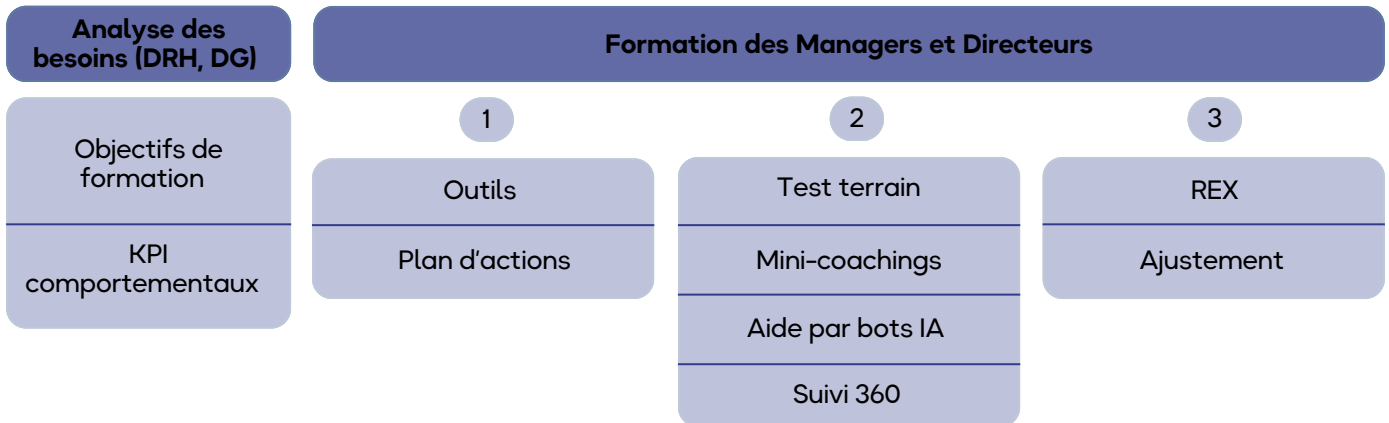 Analyse des
besoins (DRH, DG)
Formation des Managers et Directeurs
Objectifs de
formation
KPI
comportementaux
1
Outils
Plan d'actions
2
Test terrain
Mini-coachings
Aide par bots IA
Suivi 360
3
REX
Ajustement